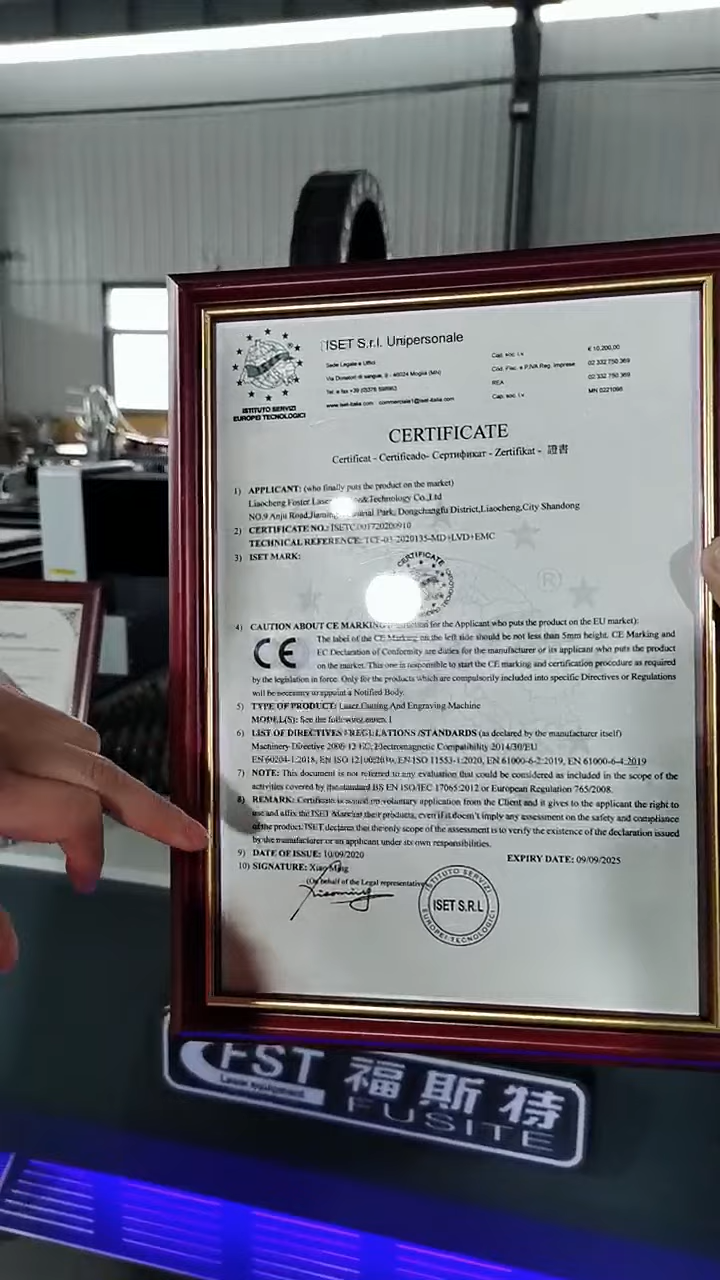 ISET S.r.l. Unipersonale
Sede Legale e Uffici
Via Donatori di sangue, 9 - 46024 Moglia (MN)
Tel. e fax +39 (0)376
www.iset-italia.com commerciale1@iset-italia.com
Cap. soc. i.v. € 10.200,00
Cod. Fisc. e P.IVA Reg. Imprese 02 332 750 369
REA 02 332 750 369
Cap. soc. i.v. MN 0221098
ISTITUTO SERVIZI
EUROPEI TECNOLOGICI
CERTIFICATE
Certificat - Certificado- Сертификат - Zertifikat - 證書
1) APPLICANT: (who finally puts the product on the market)
Liaocheng Foster Laser &Technology Co.,Ltd
NO.9 Anju Road, Park, Dongchangfu District,Liaocheng,City Shandong
2) CERTIFICATE NO.:
TECHNICAL REFERENCE: TCF-03-2020135-MD+LVD+EMC
3) ISET MARK:
CERTIFICATE
®
4) CAUTION ABOUT CE MARKING for the Applicant who puts the product on the EU market):
CE
The label of the CE Marking on the left side should be not less than 5mm height. CE Marking and
EC Declaration of Conformity are duties for the manufacturer or its applicant who puts the product
on the market. This one is responsible to start the CE marking and certification procedure as required
by the legislation in force. Only for the products which are compulsorily included into specific Directives or Regulations
will be necessary to appoint a Notified Body.
5) TYPE OF PRODUCT: Laser Cutting And Engraving Machine
MODEL(S): See the following annex 1
6) LIST OF DIRECTIVES / REGULATIONS /STANDARDS (as declared by the manufacturer itself)
Machinery Directive 2006/42/EC, Electromagnetic Compatibility 2014/30/EU
EN 60204-1:2018, EN ISO 12100:2010, EN ISO 11553-1:2020, EN 61000-6-2:2019, EN 61000-6-4:2019
7) NOTE: This document is not referred to any evaluation that could be considered as included in the scope of the
activities covered by the standard BS EN ISO/IEC 17065:2012 or European Regulation 765/2008.
8) REMARK: Certificate is issued on voluntary application from the Client and it gives to the applicant the right to
use and affix the ISET Mark to their products, even if it doesn't imply any assessment on the safety and compliance
of the product. ISET declares that the only scope of the assessment is to verify the existence of the declaration issued
by the manufacturer or an applicant under its own responsibilities.
9) DATE OF ISSUE: 10/09/2020 EXPIRY DATE: 09/09/2025
10) SIGNATURE: Xiao Ming
(On behalf of the Legal representative)
Xiaoming
ISTITUTO SERVIZI
ISET S.R.L
EUROPEI TECNOLOGICI
FST 福斯特
Laser equipment FUSITE